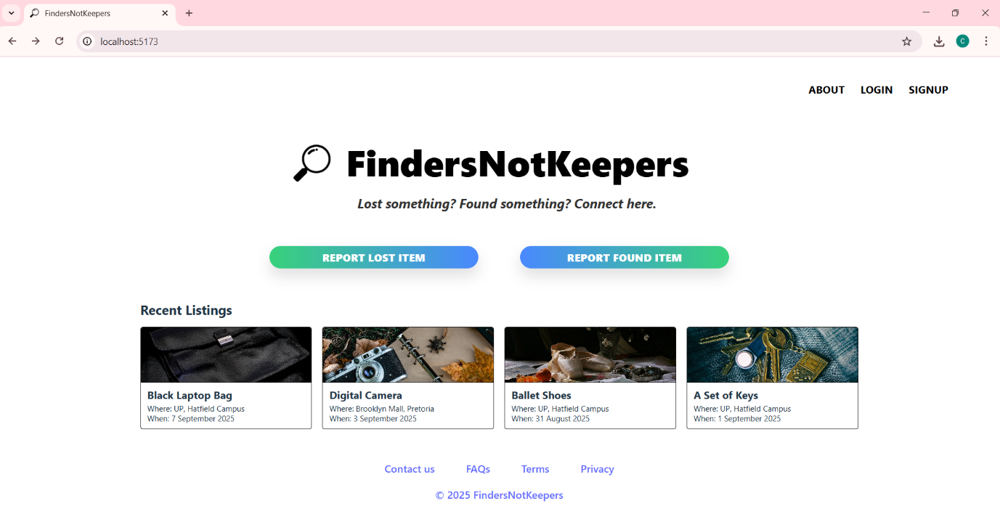 FindersNotKeepers
localhost:5173
C
ABOUT LOGIN SIGNUP
FindersNotKeepers
Lost something? Found something? Connect here.
REPORT LOST ITEM REPORT FOUND ITEM
Recent Listings
Black Laptop Bag
Where: UP, Hatfield Campus
When: 7 September 2025
Digital Camera
Where: Brooklyn Mall, Pretoria
When: 3 September 2025
Ballet Shoes
Where: UP, Hatfield Campus
When: 31 August 2025
A Set of Keys
Where: UP, Hatfield Campus
When: 1 September 2025
Contact us FAQs Terms Privacy
© 2025 FindersNotKeepers